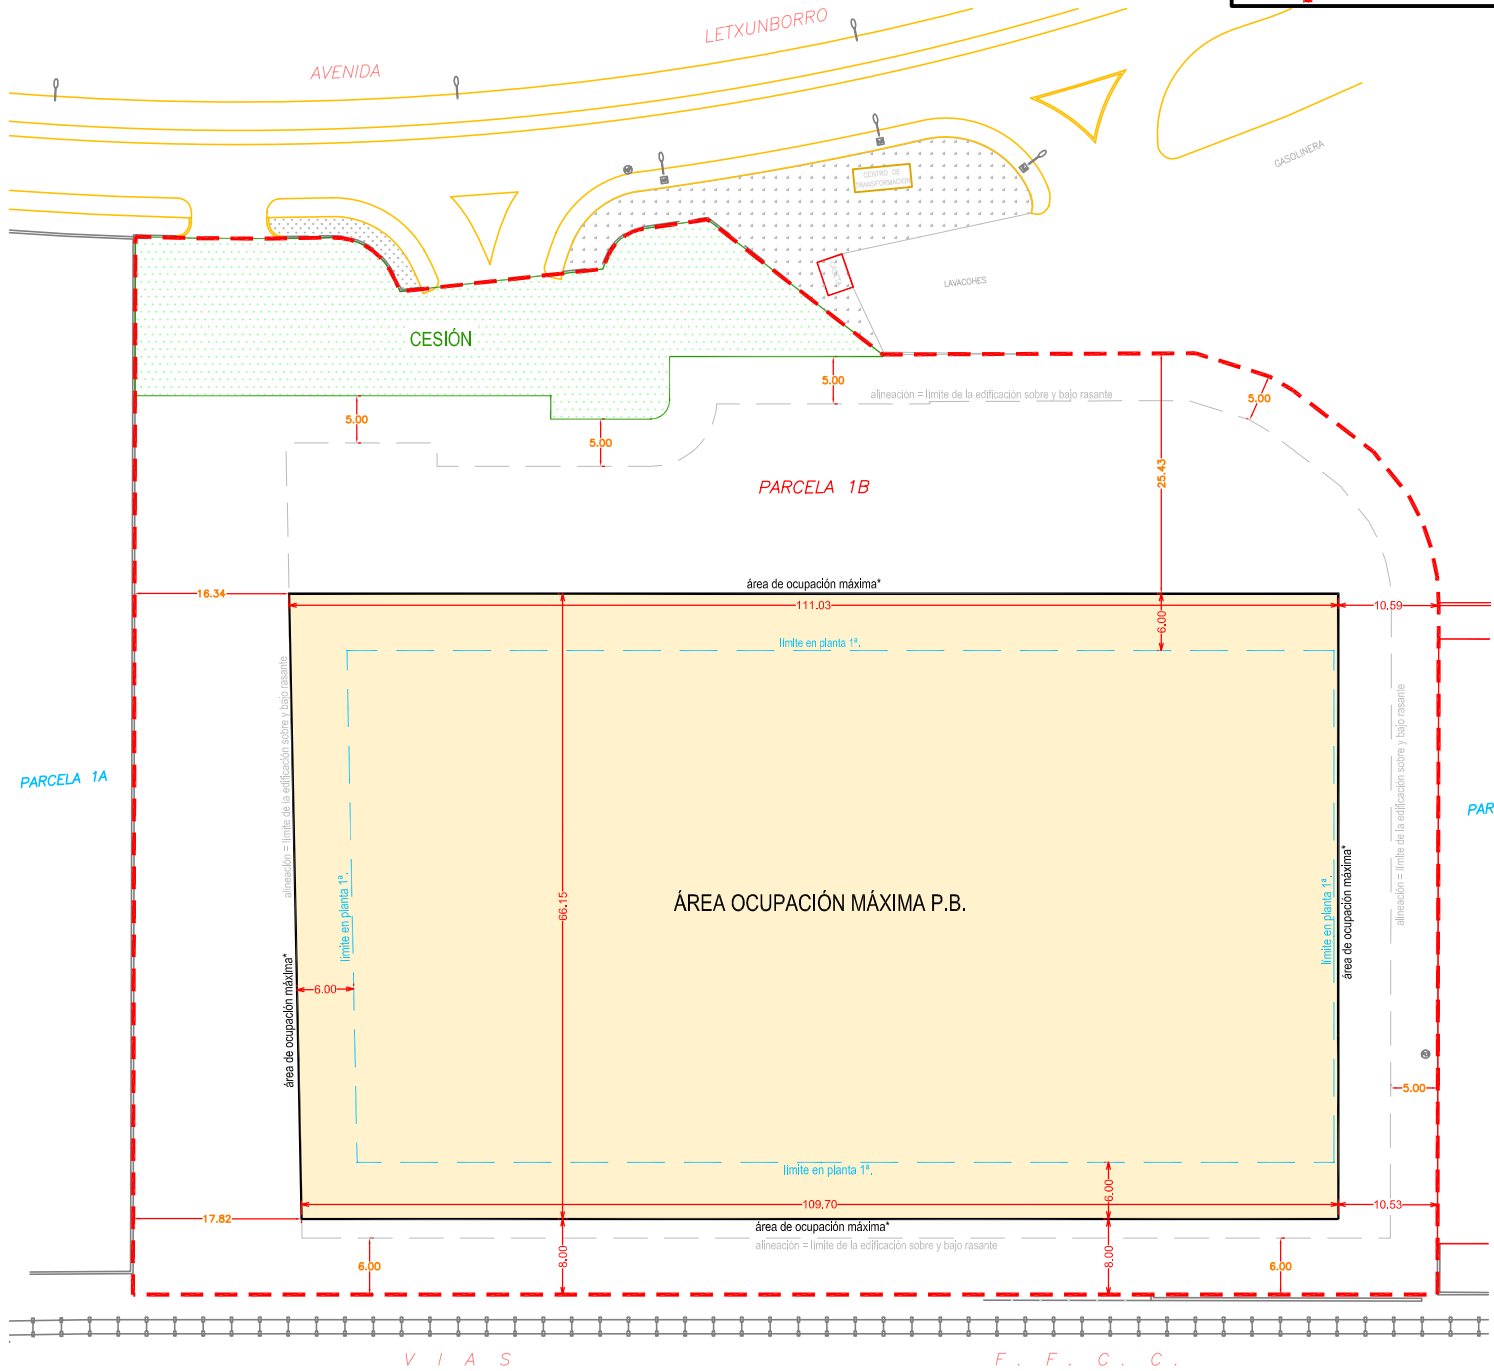 LETXUNBORRO
AVENIDA
GASOLINERA
CENTRO DE
TRANSFORMACION
LAVACOHES
CESIÓN
5.00
5.00
5.00
5.00
alineación = límite de la edificación sobre y bajo rasante
25.43
PARCELA 1B
área de ocupación máxima*
16.34
111.03
10.59
6.00
límite en planta 1ª.
alineación = límite de la edificación sobre y bajo rasante
alineación = límite de la edificación sobre y bajo rasante
PARCELA 1A
PAR
66.15
ÁREA OCUPACIÓN MÁXIMA P.B.
límite en planta 1ª.
límite en planta 1ª.
área de ocupación máxima*
área de ocupación máxima*
6.00
5.00
límite en planta 1ª.
6.00
109.70
10.53
17.82
área de ocupación máxima*
alineación = límite de la edificación sobre y bajo rasante
8.00
8.00
6.00
6.00
VIAS
F. F. C. C.